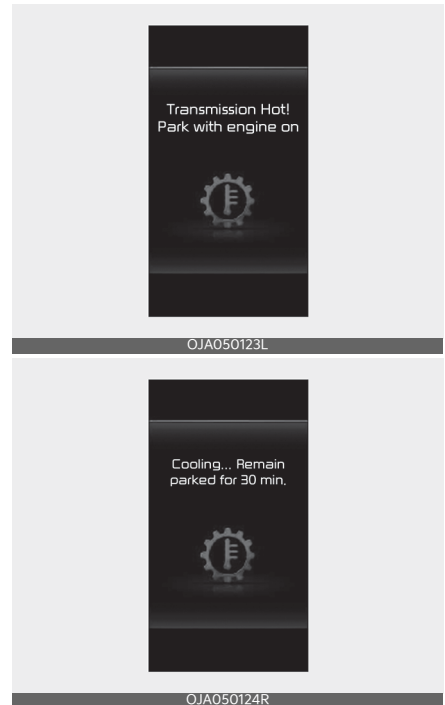 Transmission Hot!
Park with engine on
OJA050123L
Cooling... Remain
parked for 30 min.
OJA050124R